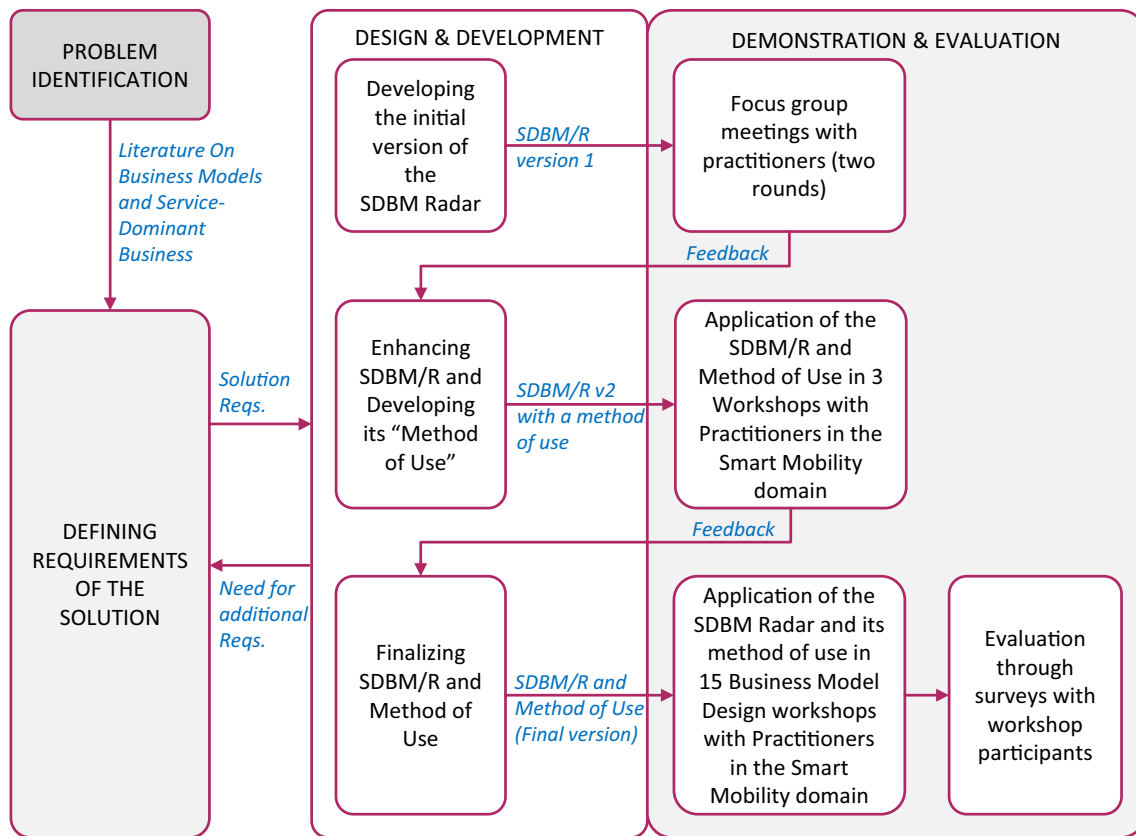 PROBLEM
IDENTIFICATION
Literature On
Business Models
and Service-
Dominant
Business
DEFINING
REQUIREMENTS
OF THE
SOLUTION
Solution
Reqs.
Need for
additional
Reqs.
DESIGN & DEVELOPMENT
Developing
the initial
version of
the
SDBM Radar
SDBM/R
version 1
DEMONSTRATION & EVALUATION
Focus group
meetings with
practitioners (two
rounds)
Feedback
Enhancing
SDBM/R and
Developing
its “Method
of Use”
SDBM/R v2
with a method
of use
Application of the
SDBM/R and
Method of Use in 3
Workshops with
Practitioners in the
Smart Mobility
domain
Feedback
Finalizing
SDBM/R and
Method of
Use
SDBM/R and
Method of Use
(Final version)
Application of the
SDBM Radar and its
method of use in
15 Business Model
Design workshops
with Practitioners
in the Smart
Mobility domain
Evaluation
through
surveys with
workshop
participants